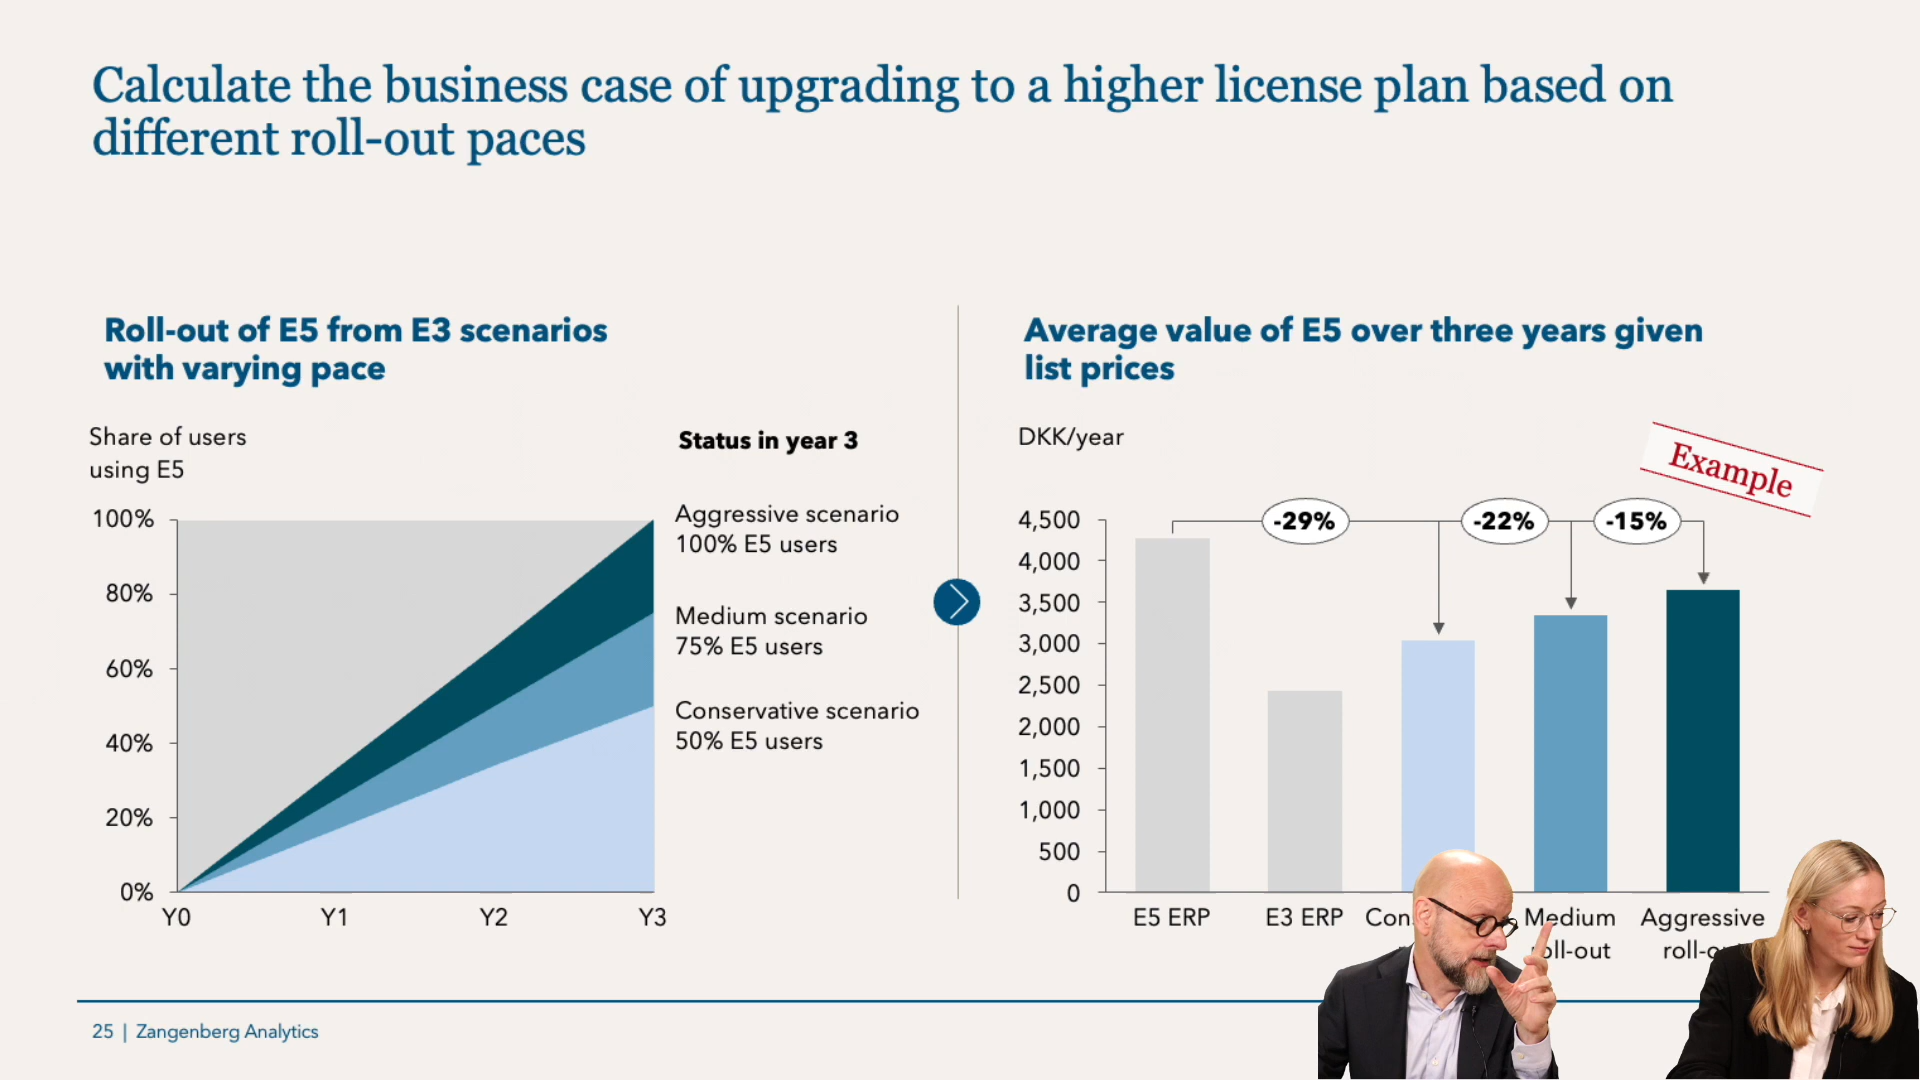 Calculate the business case of upgrading to a higher license plan based on
different roll-out paces
Roll-out of E5 from E3 scenarios
with varying pace
Share of users
using E5
100%
80%
60%
40%
20%
0%
Y0
Y1
Y2
Y3
Status in year 3
Aggressive scenario
100% E5 users
Medium scenario
75% E5 users
Conservative scenario
50% E5 users
Average value of E5 over three years given
list prices
DKK/year
Example
-29%
-22%
-15%
4,500
4,000
3,500
3,000
2,500
2,000
1,500
1,000
500
0
E5 ERP
E3 ERP
Medium
Aggressive
25 | Zangenberg Analytics